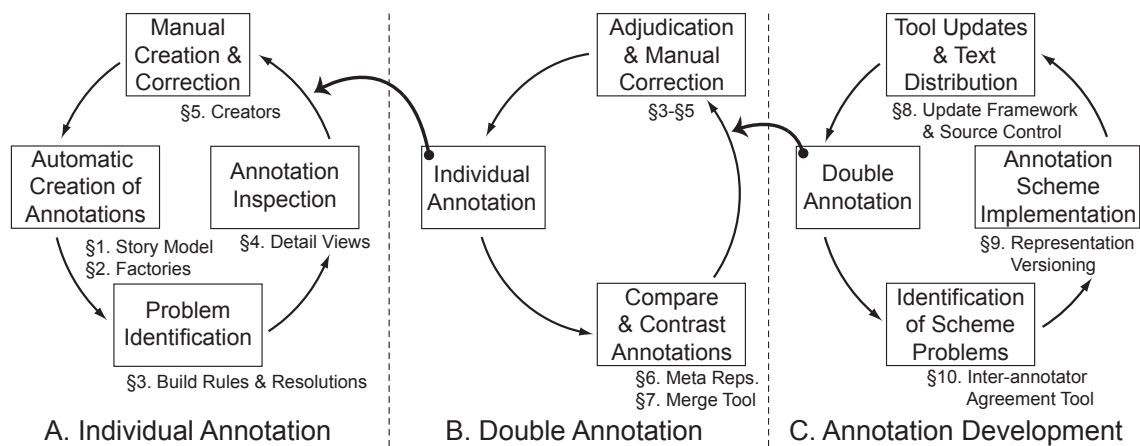 Manual
Creation &
Correction
§5. Creators
Automatic
Creation of
Annotations
§1. Story Model
§2. Factories
Annotation
Inspection
§4. Detail Views
Problem
Identification
§3. Build Rules & Resolutions
A. Individual Annotation
Adjudication
& Manual
Correction
§3-§5
Individual
Annotation
Compare
& Contrast
Annotations
§6. Meta Reps.
§7. Merge Tool
B. Double Annotation
Tool Updates
& Text
Distribution
§8. Update Framework
& Source Control
Double
Annotation
Annotation
Scheme
Implementation
§9. Representation
Versioning
Identification
of Scheme
Problems
§10. Inter-annotator
Agreement Tool
C. Annotation Development